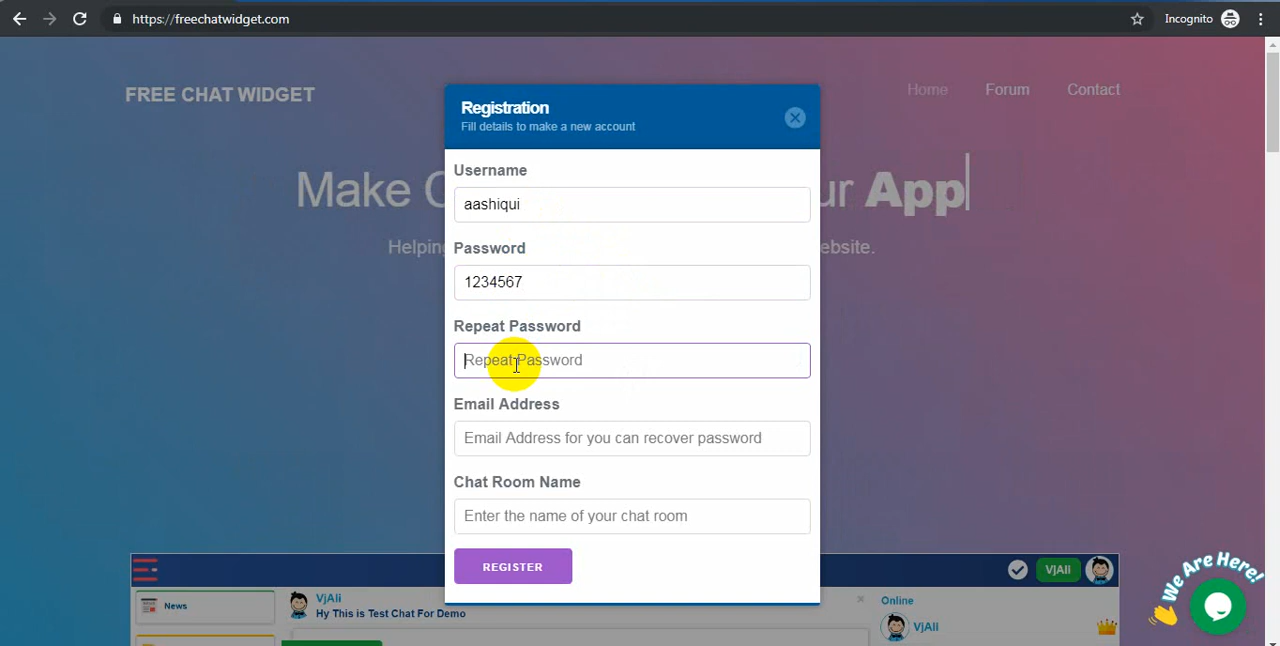 https://freechatwidget.com
Incognito
FREE CHAT WIDGET
Home
Forum
Contact
Registration
Fill details to make a new account
Make
ur App
Helping
ebsite.
Username
aashiqui
Password
1234567
Repeat Password
Repeat Password
Email Address
Email Address for you can recover password
Chat Room Name
Enter the name of your chat room
REGISTER
VjAli
News
VjAli
Hy This is Test Chat For Demo
Online
VjAli
We Are Here!